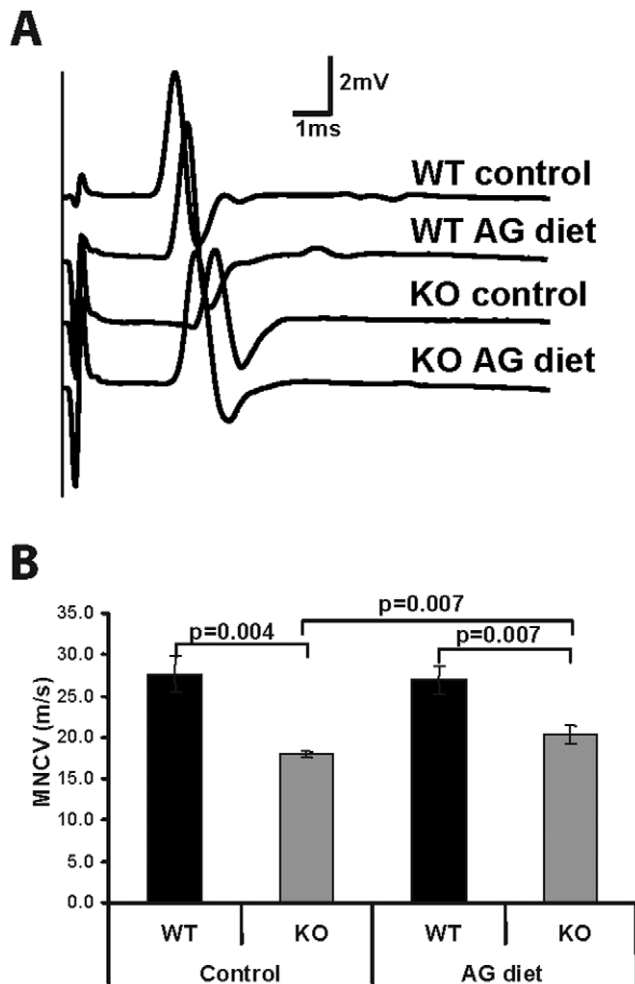 A
2mV
1ms
WT control
WT AG diet
KO control
KO AG diet
B
MNCV (m/s)
35.0
30.0
25.0
20.0
15.0
10.0
5.0
0.0
p=0.007
p=0.004
p=0.007
WT
KO
WT
KO
Control
AG diet